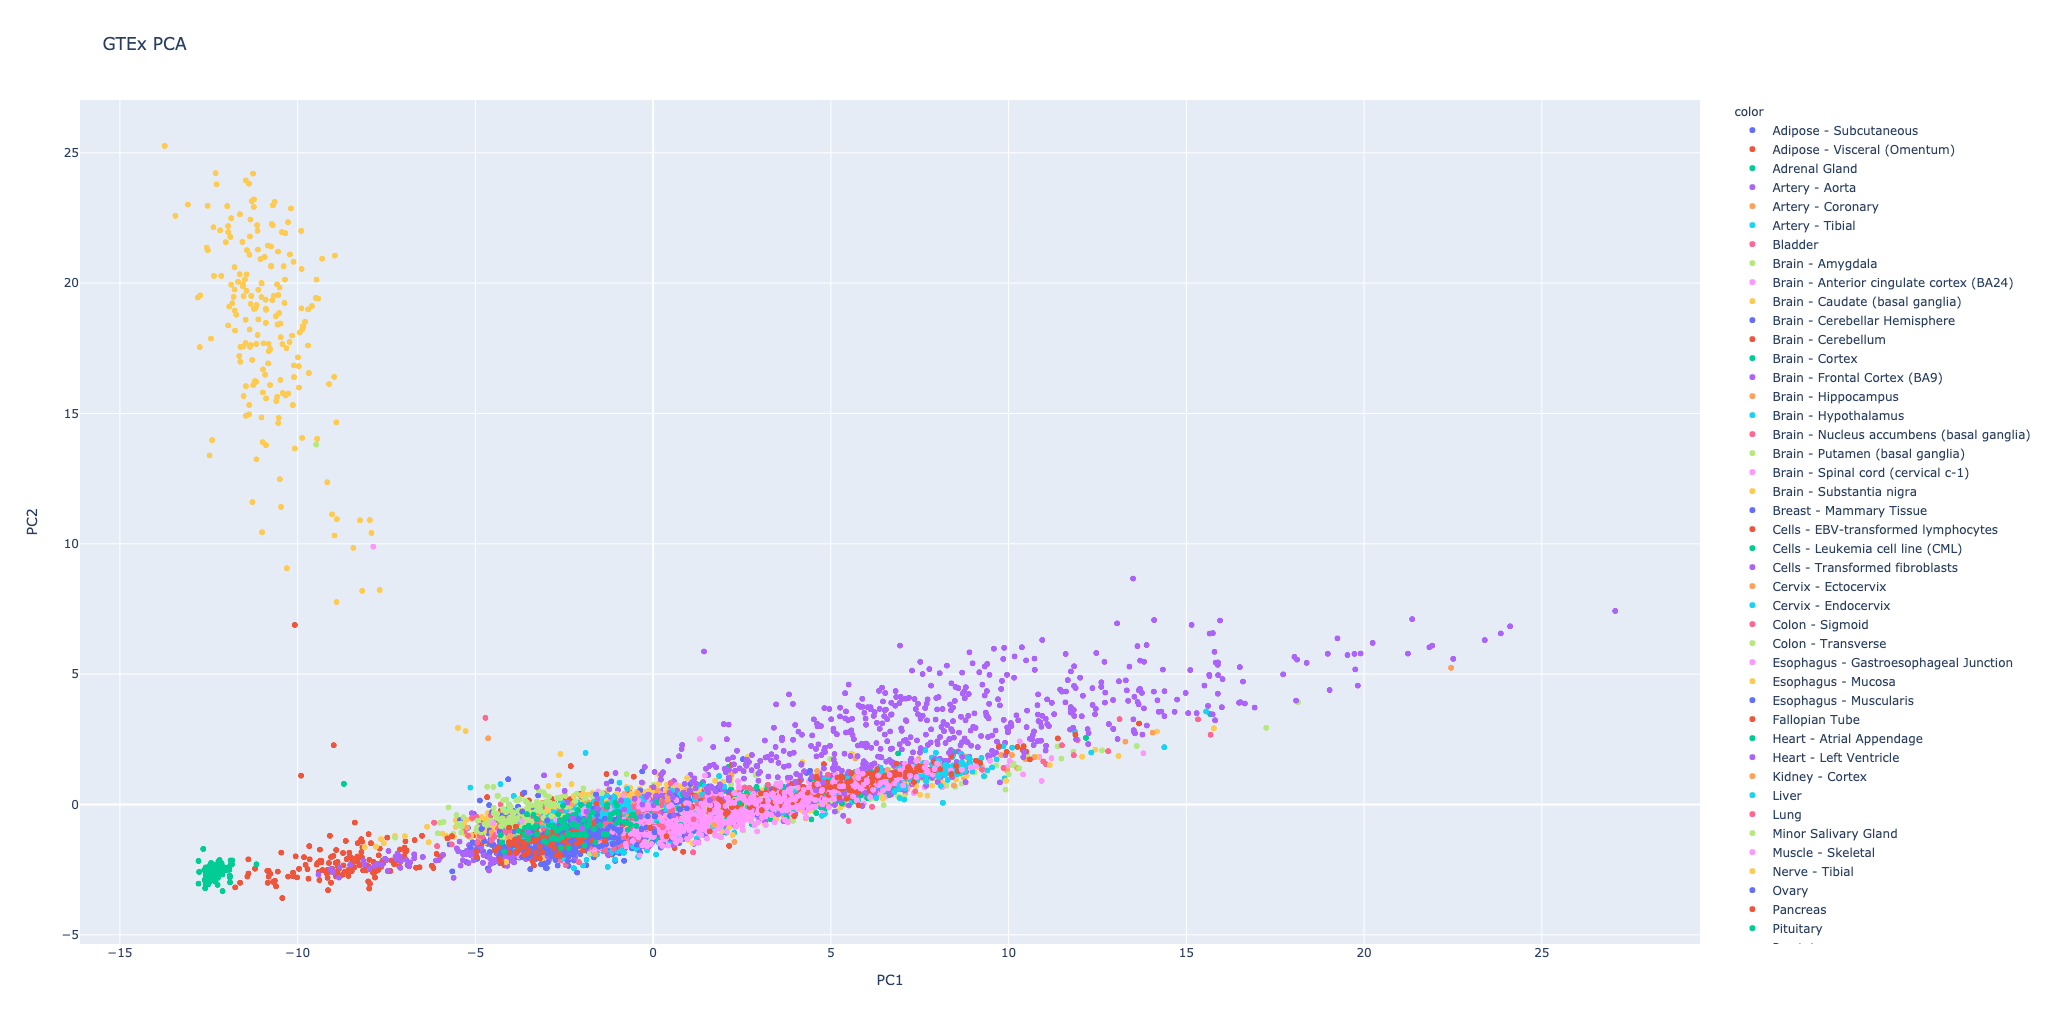 GTEx PCA
color
Adipose - Subcutaneous
Adipose - Visceral (Omentum)
Adrenal Gland
Artery - Aorta
Artery - Coronary
Artery - Tibial
Bladder
Brain - Amygdala
Brain - Anterior cingulate cortex (BA24)
Brain - Caudate (basal ganglia)
Brain - Cerebellar Hemisphere
Brain - Cerebellum
Brain - Cortex
Brain - Frontal Cortex (BA9)
Brain - Hippocampus
Brain - Hypothalamus
Brain - Nucleus accumbens (basal ganglia)
Brain - Putamen (basal ganglia)
Brain - Spinal cord (cervical c-1)
Brain - Substantia nigra
Breast - Mammary Tissue
Cells - EBV-transformed lymphocytes
Cells - Leukemia cell line (CML)
Cells - Transformed fibroblasts
Cervix - Ectocervix
Cervix - Endocervix
Colon - Sigmoid
Colon - Transverse
Esophagus - Gastroesophageal Junction
Esophagus - Mucosa
Esophagus - Muscularis
Fallopian Tube
Heart - Atrial Appendage
Heart - Left Ventricle
Kidney - Cortex
Liver
Lung
Minor Salivary Gland
Muscle - Skeletal
Nerve - Tibial
Ovary
Pancreas
Pituitary
25
20
15
10
5
0
−5
PC2
−15 −10 −5 0 5 10 15 20 25
PC1